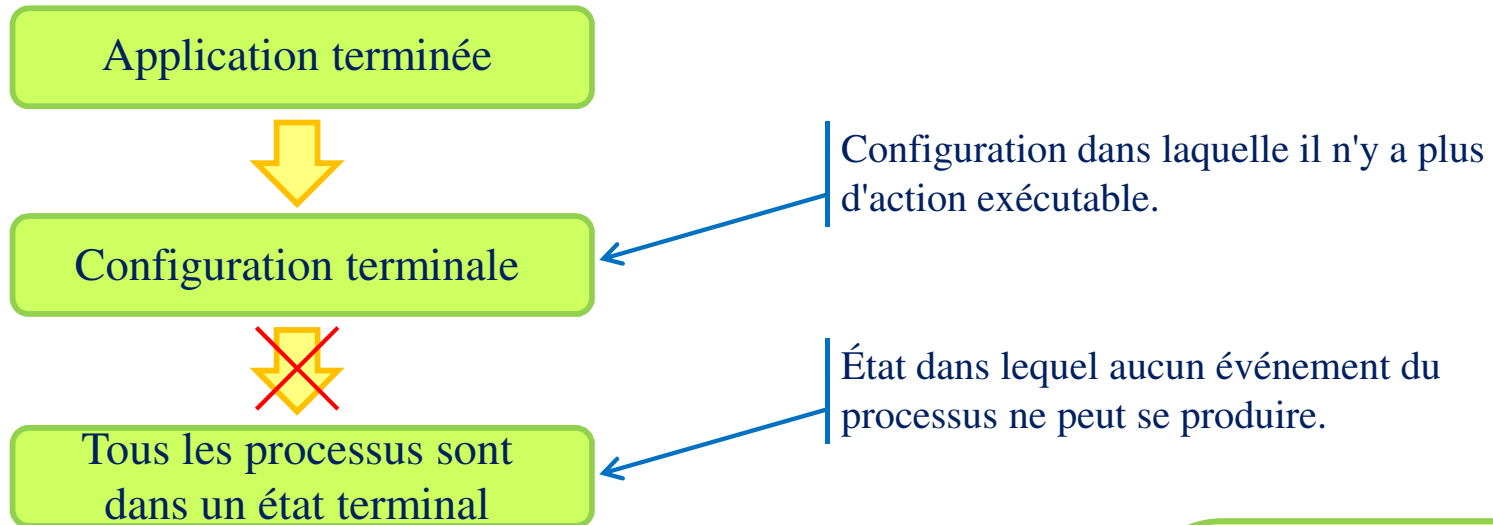 Application terminée
Configuration dans laquelle il n'y a plus
d'action exécutable.
Configuration terminale
État dans lequel aucun événement du
processus ne peut se produire.
Tous les processus sont
dans un état terminal